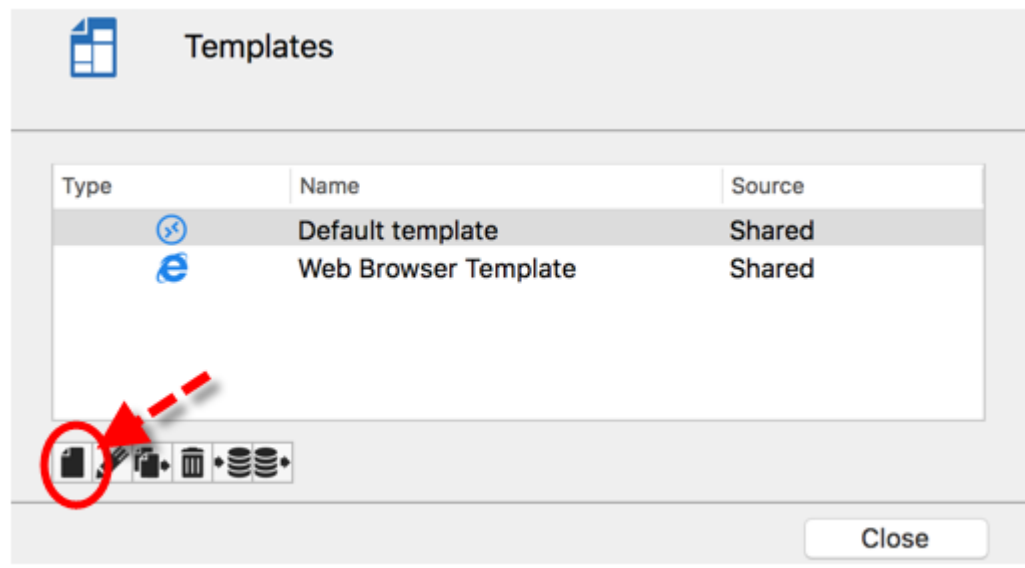 Templates
Type Name Source
Default template Shared
Web Browser Template Shared
Close